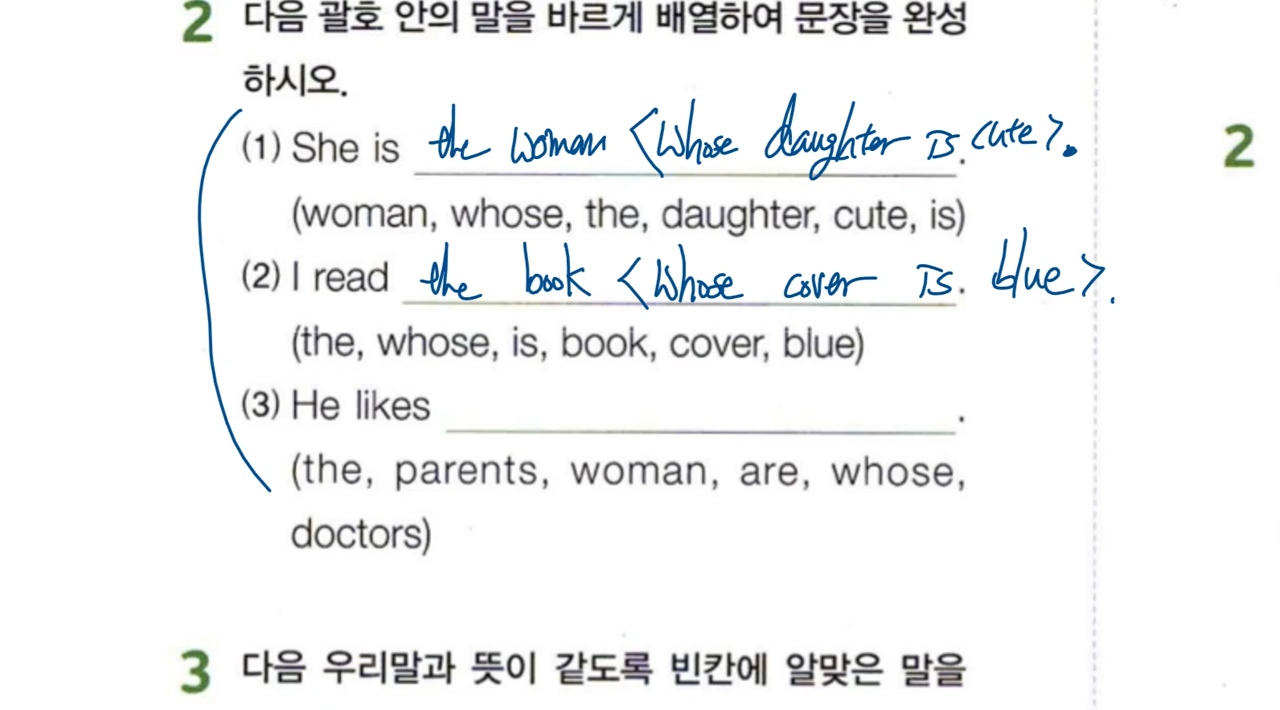 2 다음 괄호 안의 말을 바르게 배열하여 문장을 완성
하시오.
(1) She is the woman <whose daughter is cute>.
(woman, whose, the, daughter, cute, is)
(2) I read the book <whose cover is blue>.
(the, whose, is, book, cover, blue)
(3) He likes .
(the, parents, woman, are, whose,
doctors)
3 다음 우리말과 뜻이 같도록 빈칸에 알맞은 말을
2